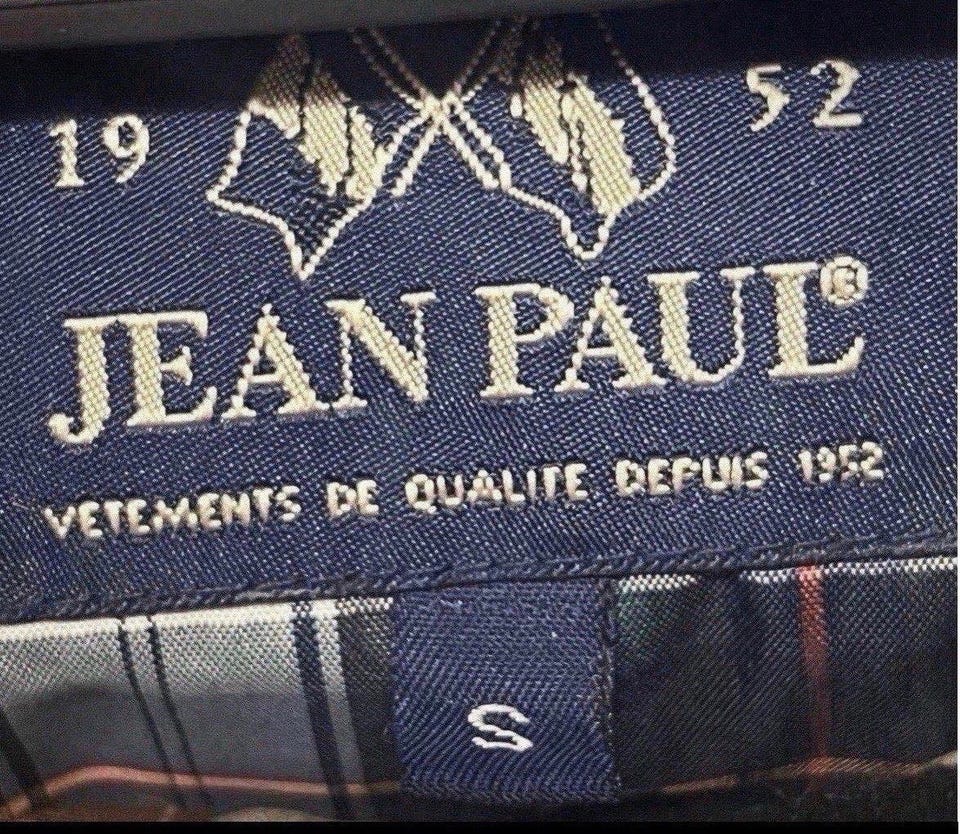 19 52
JEAN PAUL®
VETEMENTS DE QUALITE DEPUIS 1952
S